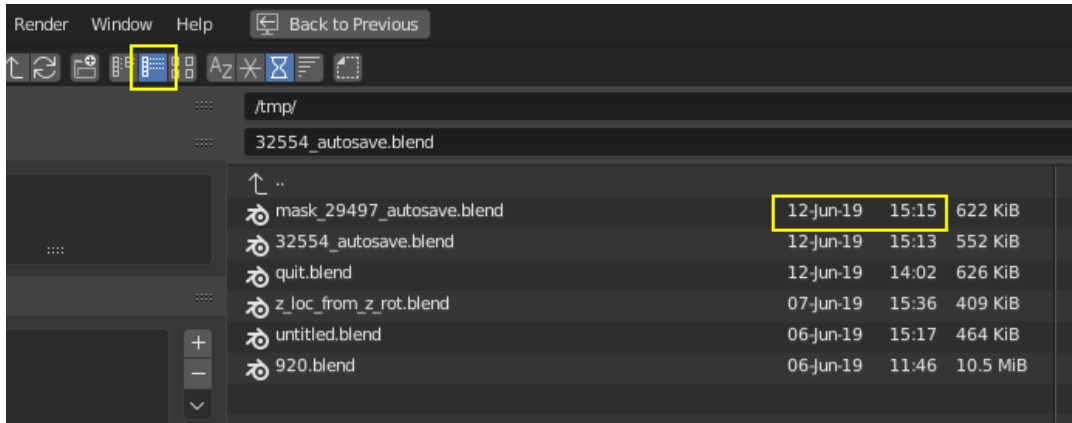 Render Window Help Back to Previous
AZ
/tmp/
32554_autosave.blend
..
mask_29497_autosave.blend 12-Jun-19 15:15 622 KiB
32554_autosave.blend 12-Jun-19 15:13 552 KiB
quit.blend 12-Jun-19 14:02 626 KiB
z_loc_from_z_rot.blend 07-Jun-19 15:36 409 KiB
untitled.blend 06-Jun-19 15:17 464 KiB
920.blend 06-Jun-19 11:46 10.5 MiB